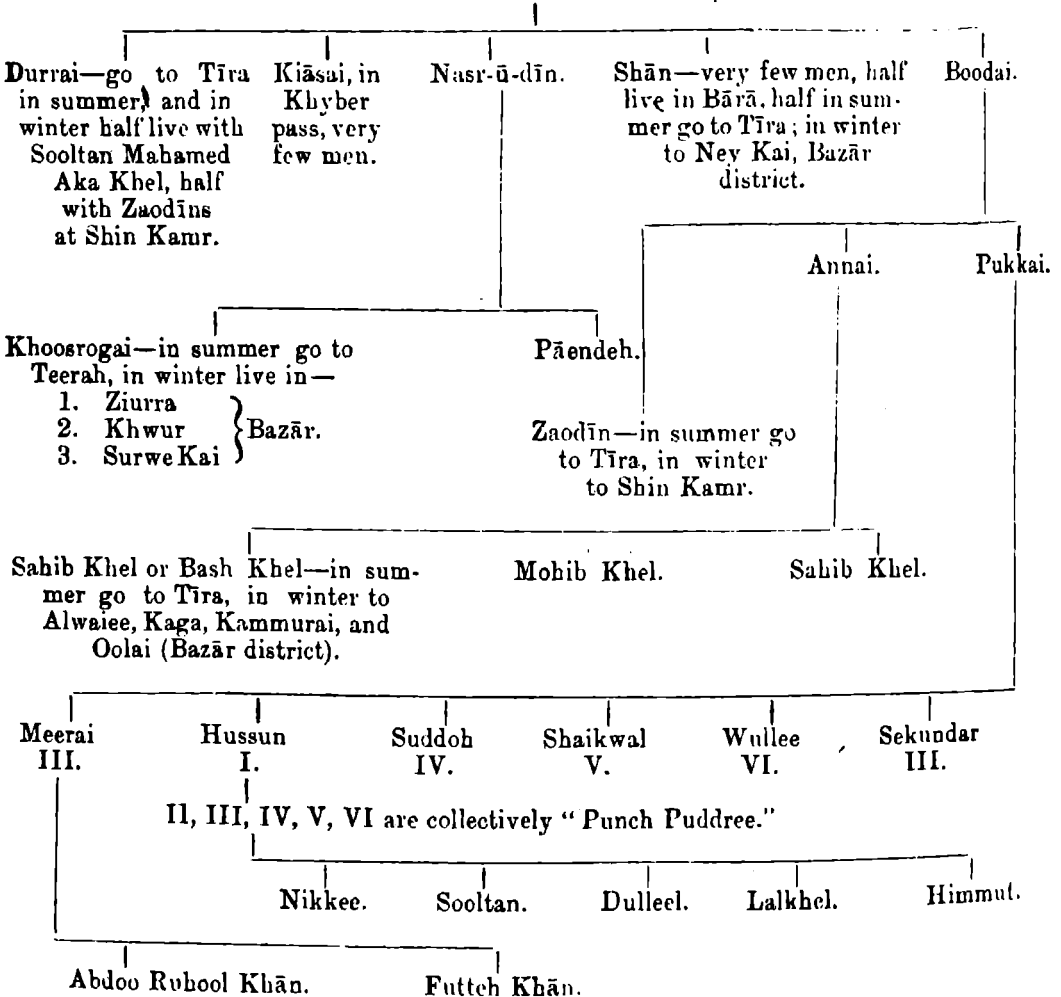 Durrai—go to Tīra
in summer, and in
winter half live with
Sooltan Mahamed
Aka Khel, half
with Zaodīns
at Shin Kamr.
Kiāsai, in
Khyber
pass, very
few men.
Nasr-ū-dīn.
Shān—very few men, half
live in Bārā, half in sum-
mer go to Tīra; in winter
to Ney Kai, Bazār
district.
Boodai.
Annai.
Pukkai.
Khoosrogai—in summer go to
Teerah, in winter live in—
1. Ziurra
2. Khwur
3. Surwe Kai
Bazār.
Pāendeh.
Zaodīn—in summer go
to Tīra, in winter
to Shin Kamr.
Sahib Khel or Bash Khel—in sum-
mer go to Tīra, in winter to
Alwaiee, Kaga, Kammurai, and
Oolai (Bazār district).
Mohib Khel.
Sahib Khel.
Meerai
III.
Hussun
I.
Suddoh
IV.
Shaikwal
V.
Wullee
VI.
Sekundar
III.
II, III, IV, V, VI are collectively "Punch Puddree."
Nikkee.
Sooltan.
Dulleel.
Lalkhel.
Himmut.
Abdoo Ruhool Khān.
Futteh Khān.